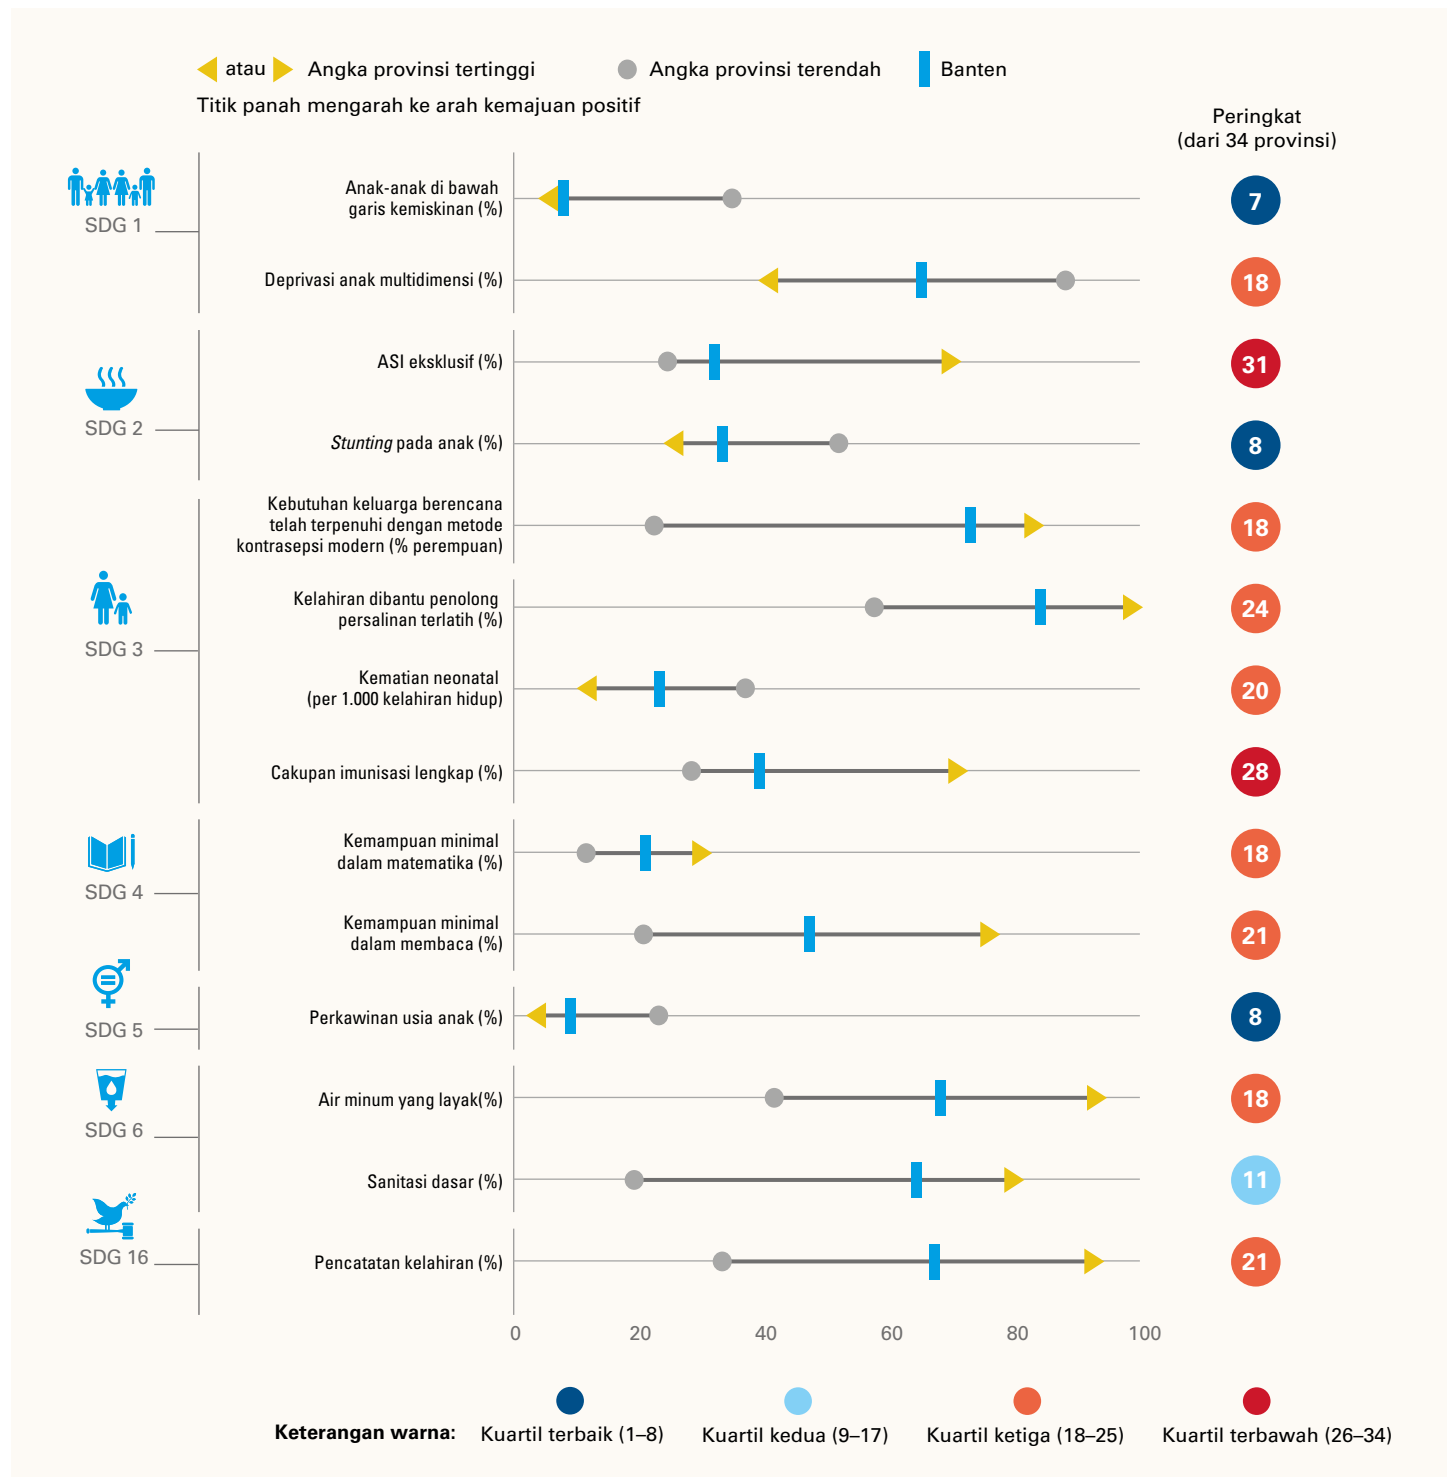 atau Angka provinsi tertinggi Angka provinsi terendah Banten
Titik panah mengarah ke arah kemajuan positif
Peringkat
(dari 34 provinsi)
SDG 1
Anak-anak di bawah
garis kemiskinan (%)
7
Deprivasi anak multidimensi (%)
18
SDG 2
ASI eksklusif (%)
31
Stunting pada anak (%)
8
SDG 3
Kebutuhan keluarga berencana
telah terpenuhi dengan metode
kontrasepsi modern (% perempuan)
18
Kelahiran dibantu penolong
persalinan terlatih (%)
24
Kematian neonatal
(per 1.000 kelahiran hidup)
20
Cakupan imunisasi lengkap (%)
28
SDG 4
Kemampuan minimal
dalam matematika (%)
18
Kemampuan minimal
dalam membaca (%)
21
SDG 5
Perkawinan usia anak (%)
8
SDG 6
Air minum yang layak(%)
18
Sanitasi dasar (%)
11
SDG 16
Pencatatan kelahiran (%)
21
0 20 40 60 80 100
Keterangan warna: Kuartil terbaik (1–8) Kuartil kedua (9–17) Kuartil ketiga (18–25) Kuartil terbawah (26–34)